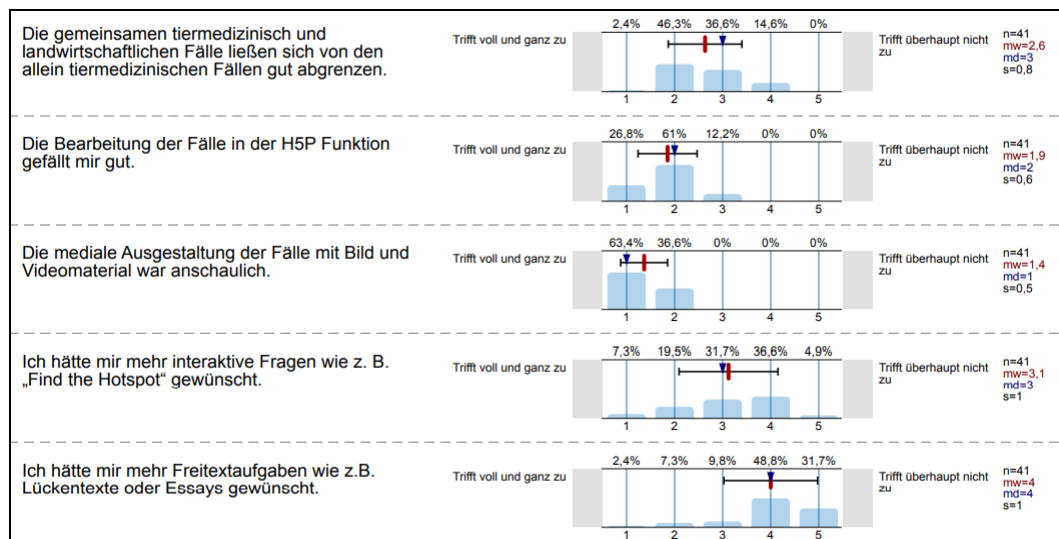 Die gemeinsamen tiermedizinisch und
landwirtschaftlichen Fälle ließen sich von den
allein tiermedizinischen Fällen gut abgrenzen.
Trifft voll und ganz zu
2,4% 46,3% 36,6% 14,6% 0%
1 2 3 4 5
Trifft überhaupt nicht
zu
n=41
mw=2,6
md=3
s=0,8
Die Bearbeitung der Fälle in der H5P Funktion
gefällt mir gut.
Trifft voll und ganz zu
26,8% 61% 12,2% 0% 0%
1 2 3 4 5
Trifft überhaupt nicht
zu
n=41
mw=1,9
md=2
s=0,6
Die mediale Ausgestaltung der Fälle mit Bild und
Videomaterial war anschaulich.
Trifft voll und ganz zu
63,4% 36,6% 0% 0% 0%
1 2 3 4 5
Trifft überhaupt nicht
zu
n=41
mw=1,4
md=1
s=0,5
Ich hätte mir mehr interaktive Fragen wie z. B.
„Find the Hotspot“ gewünscht.
Trifft voll und ganz zu
7,3% 19,5% 31,7% 36,6% 4,9%
1 2 3 4 5
Trifft überhaupt nicht
zu
n=41
mw=3,1
md=3
s=1
Ich hätte mir mehr Freitextaufgaben wie z.B.
Lückentexte oder Essays gewünscht.
Trifft voll und ganz zu
2,4% 7,3% 9,8% 48,8% 31,7%
1 2 3 4 5
Trifft überhaupt nicht
zu
n=41
mw=4
md=4
s=1